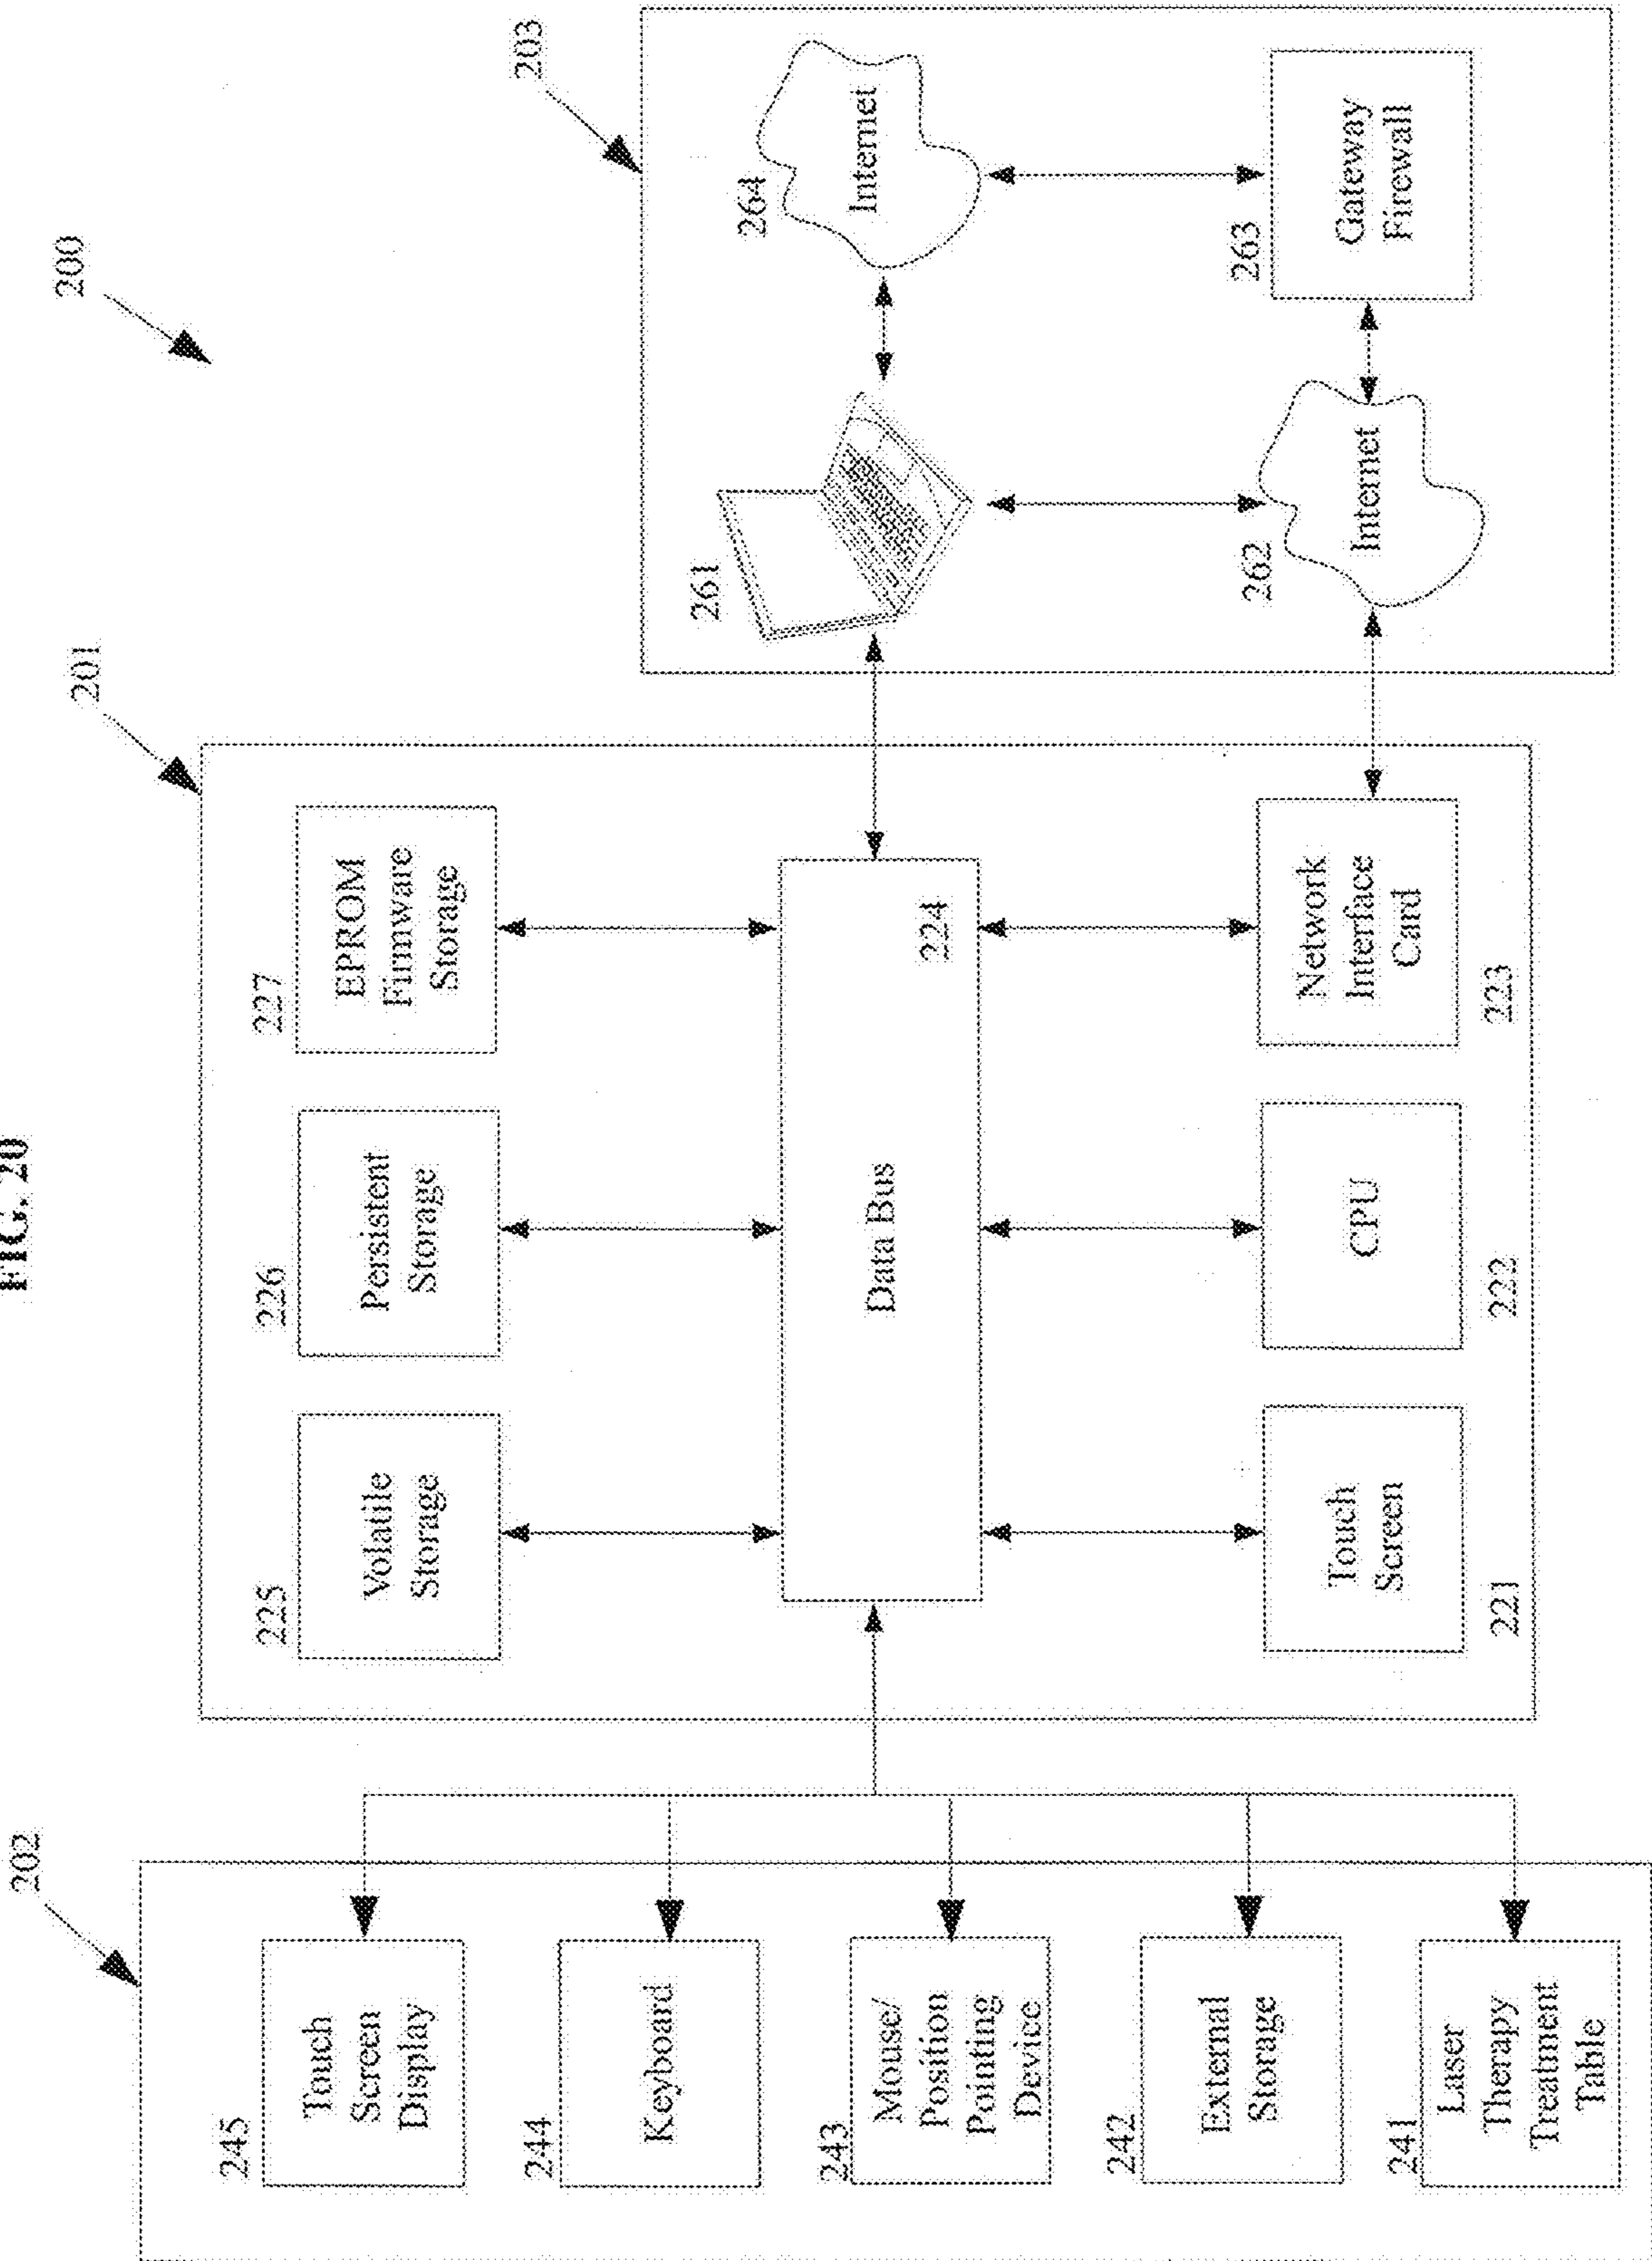 FIG. 20
200
202
245
Touch
Screen
Display
244
Keyboard
243
Mouse/
Position
Pointing
Device
242
External
Storage
241
Laser
Therapy
Treatment
Table
201
225
Volatile
Storage
226
Persistent
Storage
227
EPROM
Firmware
Storage
Data Bus
224
Touch
Screen
221
CPU
222
Network
Interface
Card
223
203
261
264
Internet
262
Internet
263
Gateway
Firewall